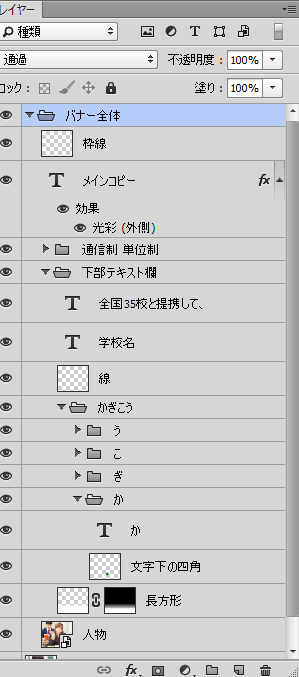 レイヤー
種類
通過
不透明度:
100%
ロック:
塗り:
100%
バナー全体
枠線
T
メインコピー
fx
効果
光彩 (外側)
通信制 単位制
下部テキスト欄
T
全国35校と提携して、
T
学校名
線
かぎこう
う
こ
ぎ
か
T
か
文字下の四角
長方形
人物
fx